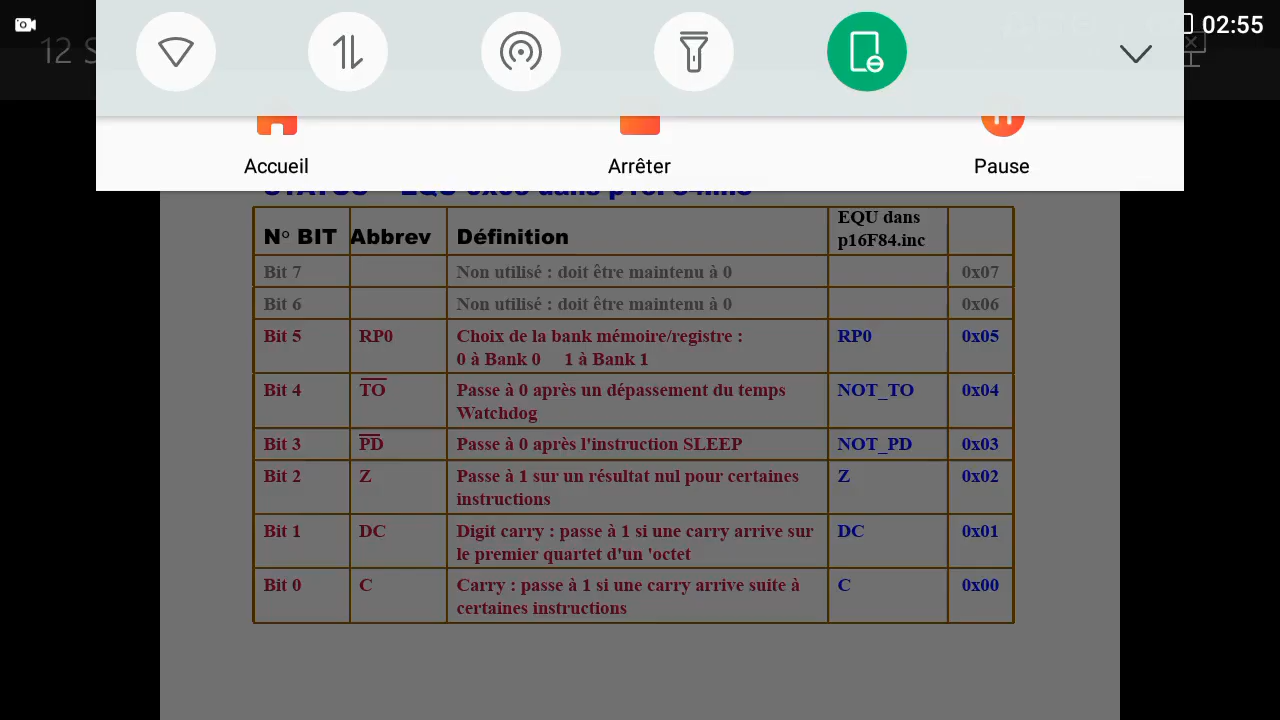 02:55
12 S
Accueil Arrêter Pause
N° BIT Abbrev Définition EQU dans p16F84.inc
Bit 7 Non utilisé : doit être maintenu à 0 0x07
Bit 6 Non utilisé : doit être maintenu à 0 0x06
Bit 5 RP0 Choix de la bank mémoire/registre : RP0 0x05
0 à Bank 0 1 à Bank 1
Bit 4 TO Passe à 0 après un dépassement du temps NOT_TO 0x04
Watchdog
Bit 3 PD Passe à 0 après l'instruction SLEEP NOT_PD 0x03
Bit 2 Z Passe à 1 sur un résultat nul pour certaines Z 0x02
instructions
Bit 1 DC Digit carry : passe à 1 si une carry arrive sur DC 0x01
le premier quartet d'un 'octet
Bit 0 C Carry : passe à 1 si une carry arrive suite à C 0x00
certaines instructions